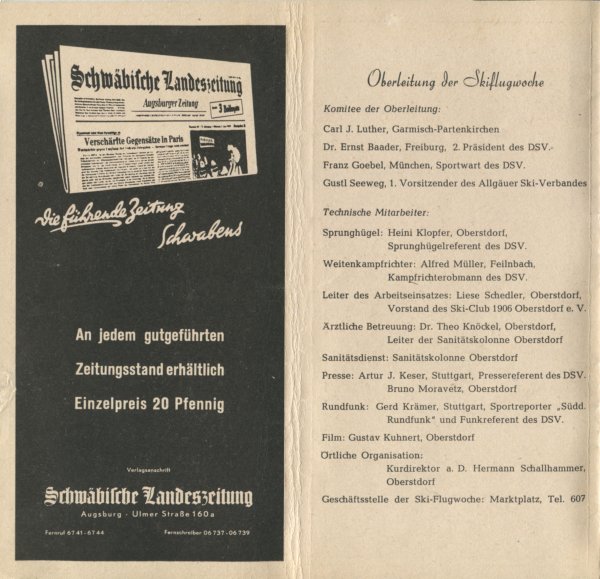 Schwäbische Landeszeitung
Augsburger Zeitung
Verschärfte Gegensätze in Paris
Die führende Zeitung
Schwabens
An jedem gutgeführten
Zeitungsstand erhältlich
Einzelpreis 20 Pfennig
Verlagsanschrift
Schwäbische Landeszeitung
Augsburg · Ulmer Straße 160a
Fernruf 6741-6744
Fernschreiber 06 737-06.739
Oberleitung der Skiflugwoche
Komitee der Oberleitung:
Carl J. Luther, Garmisch-Partenkirchen
Dr. Ernst Baader, Freiburg, 2. Präsident des DSV.
Franz Goebel, München, Sportwart des DSV.
Gustl Seeweg, 1. Vorsitzender des Allgäuer Ski-Verbandes
Technische Mitarbeiter:
Sprunghügel: Heini Klopfer, Oberstdorf,
Sprunghügelreferent des DSV.
Weitenkampfrichter: Alfred Müller, Feilnbach,
Kampfrichterobmann des DSV.
Leiter des Arbeitseinsatzes: Liese Schedler, Oberstdorf,
Vorstand des Ski-Club 1906 Oberstdorf e. V.
Ärztliche Betreuung: Dr. Theo Knöckel, Oberstdorf,
Leiter der Sanitätskolonne Oberstdorf
Sanitätsdienst: Sanitätskolonne Oberstdorf
Presse: Artur J. Keser, Stuttgart, Pressereferent des DSV.
Bruno Moravetz, Oberstdorf
Rundfunk: Gerd Krämer, Stuttgart, Sportreporter „Südd.
Rundfunk" und Funkreferent des DSV.
Film: Gustav Kuhnert, Oberstdorf
Örtliche Organisation:
Kurdirektor a. D. Hermann Schallhammer,
Oberstdorf
Geschäftsstelle der Ski-Flugwoche: Marktplatz, Tel. 607